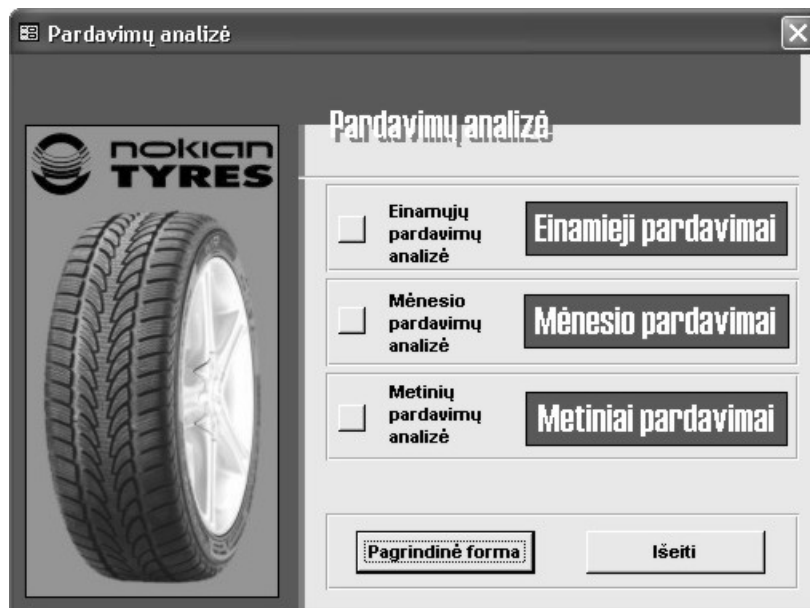 Pardavimų analizė
Pardavimų analizė
nokian
TYRES
Einamųjų
pardavimų
analizė
Einamieji pardavimai
Mėnesio
pardavimų
analizė
Mėnesio pardavimai
Metinių
pardavimų
analizė
Metiniai pardavimai
Pagrindinė forma
Išeiti